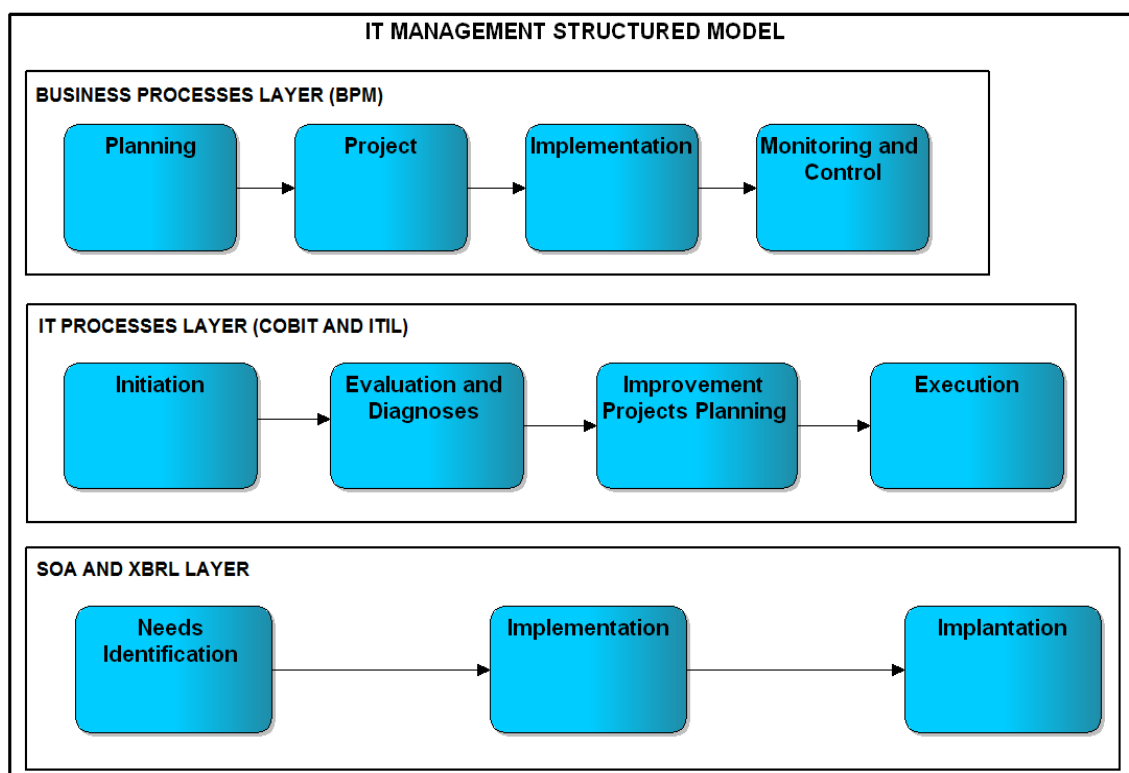 IT MANAGEMENT STRUCTURED MODEL
BUSINESS PROCESSES LAYER (BPM)
Planning
Project
Implementation
Monitoring and
Control
IT PROCESSES LAYER (COBIT AND ITIL)
Initiation
Evaluation and
Diagnoses
Improvement
Projects Planning
Execution
SOA AND XBRL LAYER
Needs
Identification
Implementation
Implantation